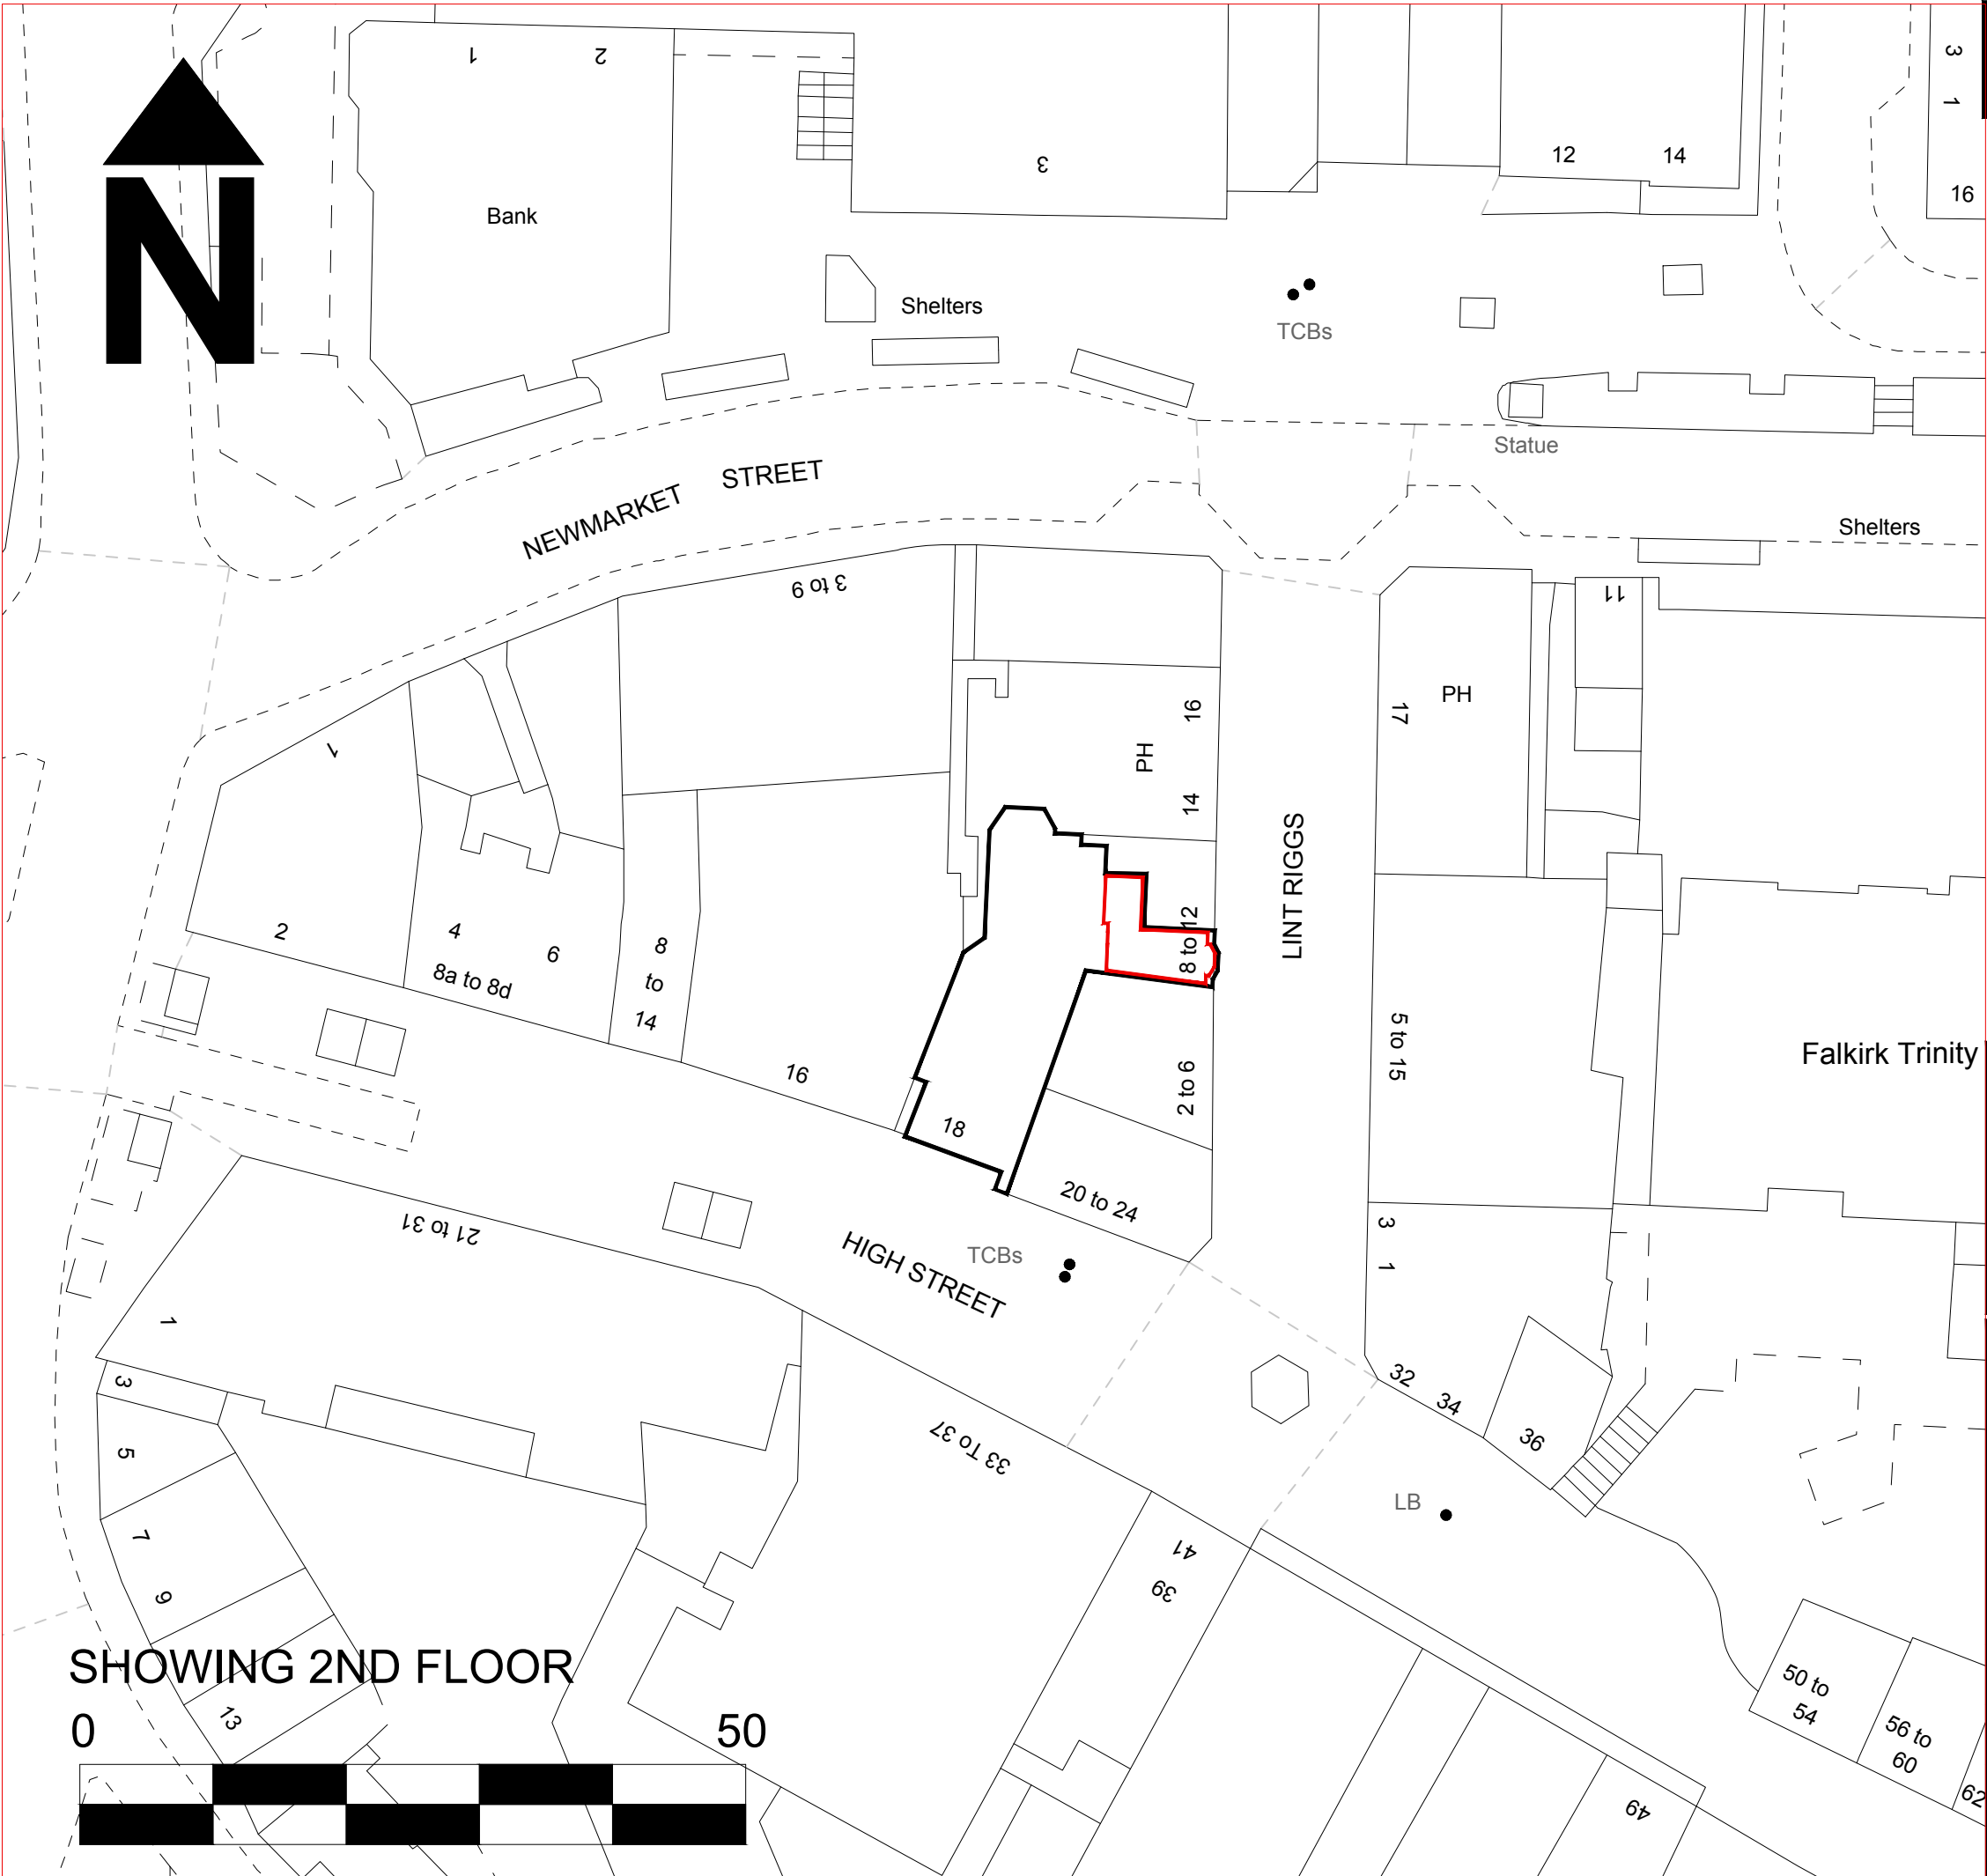 1
2
3
1
16
12
14
3
N
Bank
Shelters
TCBs
Statue
NEWMARKET STREET
Shelters
3 to 9
11
PH
17
16
PH
14
1
LINT RIGGS
8 to 12
2
4
6
8a to 8d
8
to
14
16
18
2 to 6
5 to 15
Falkirk Trinity
20 to 24
21 to 31
HIGH STREET
TCBs
3
1
1
3
5
7
9
13
32
34
36
33 To 37
LB
41
39
50 to
54
56 to
60
62
49
SHOWING 2ND FLOOR
0
50